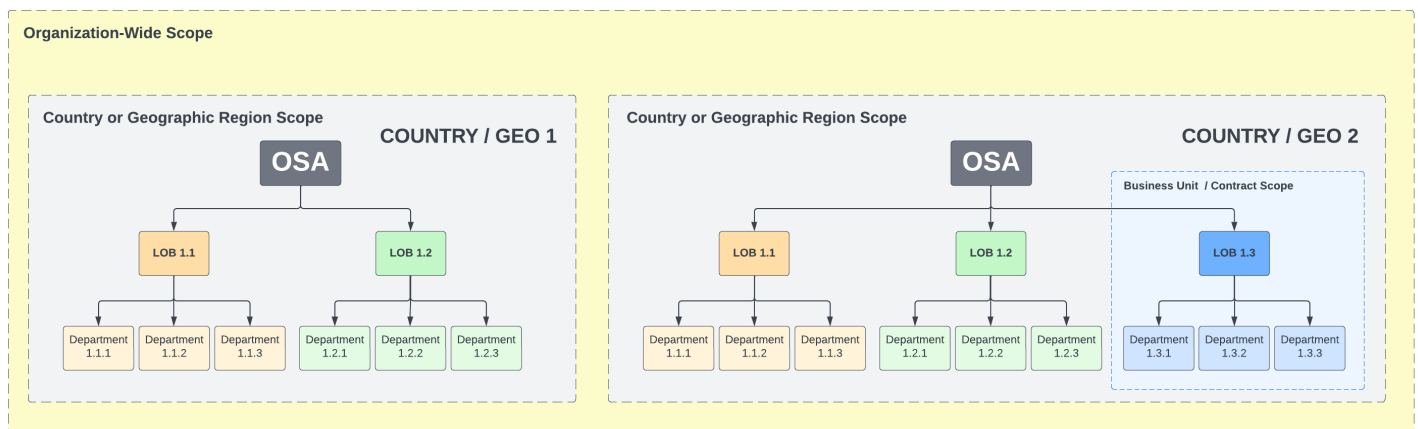 Organization-Wide Scope
Country or Geographic Region Scope
COUNTRY / GEO 1
OSA
LOB 1.1
LOB 1.2
Department
1.1.1
Department
1.1.2
Department
1.1.3
Department
1.2.1
Department
1.2.2
Department
1.2.3
Country or Geographic Region Scope
COUNTRY / GEO 2
OSA
Business Unit / Contract Scope
LOB 1.1
LOB 1.2
LOB 1.3
Department
1.1.1
Department
1.1.2
Department
1.1.3
Department
1.2.1
Department
1.2.2
Department
1.2.3
Department
1.3.1
Department
1.3.2
Department
1.3.3